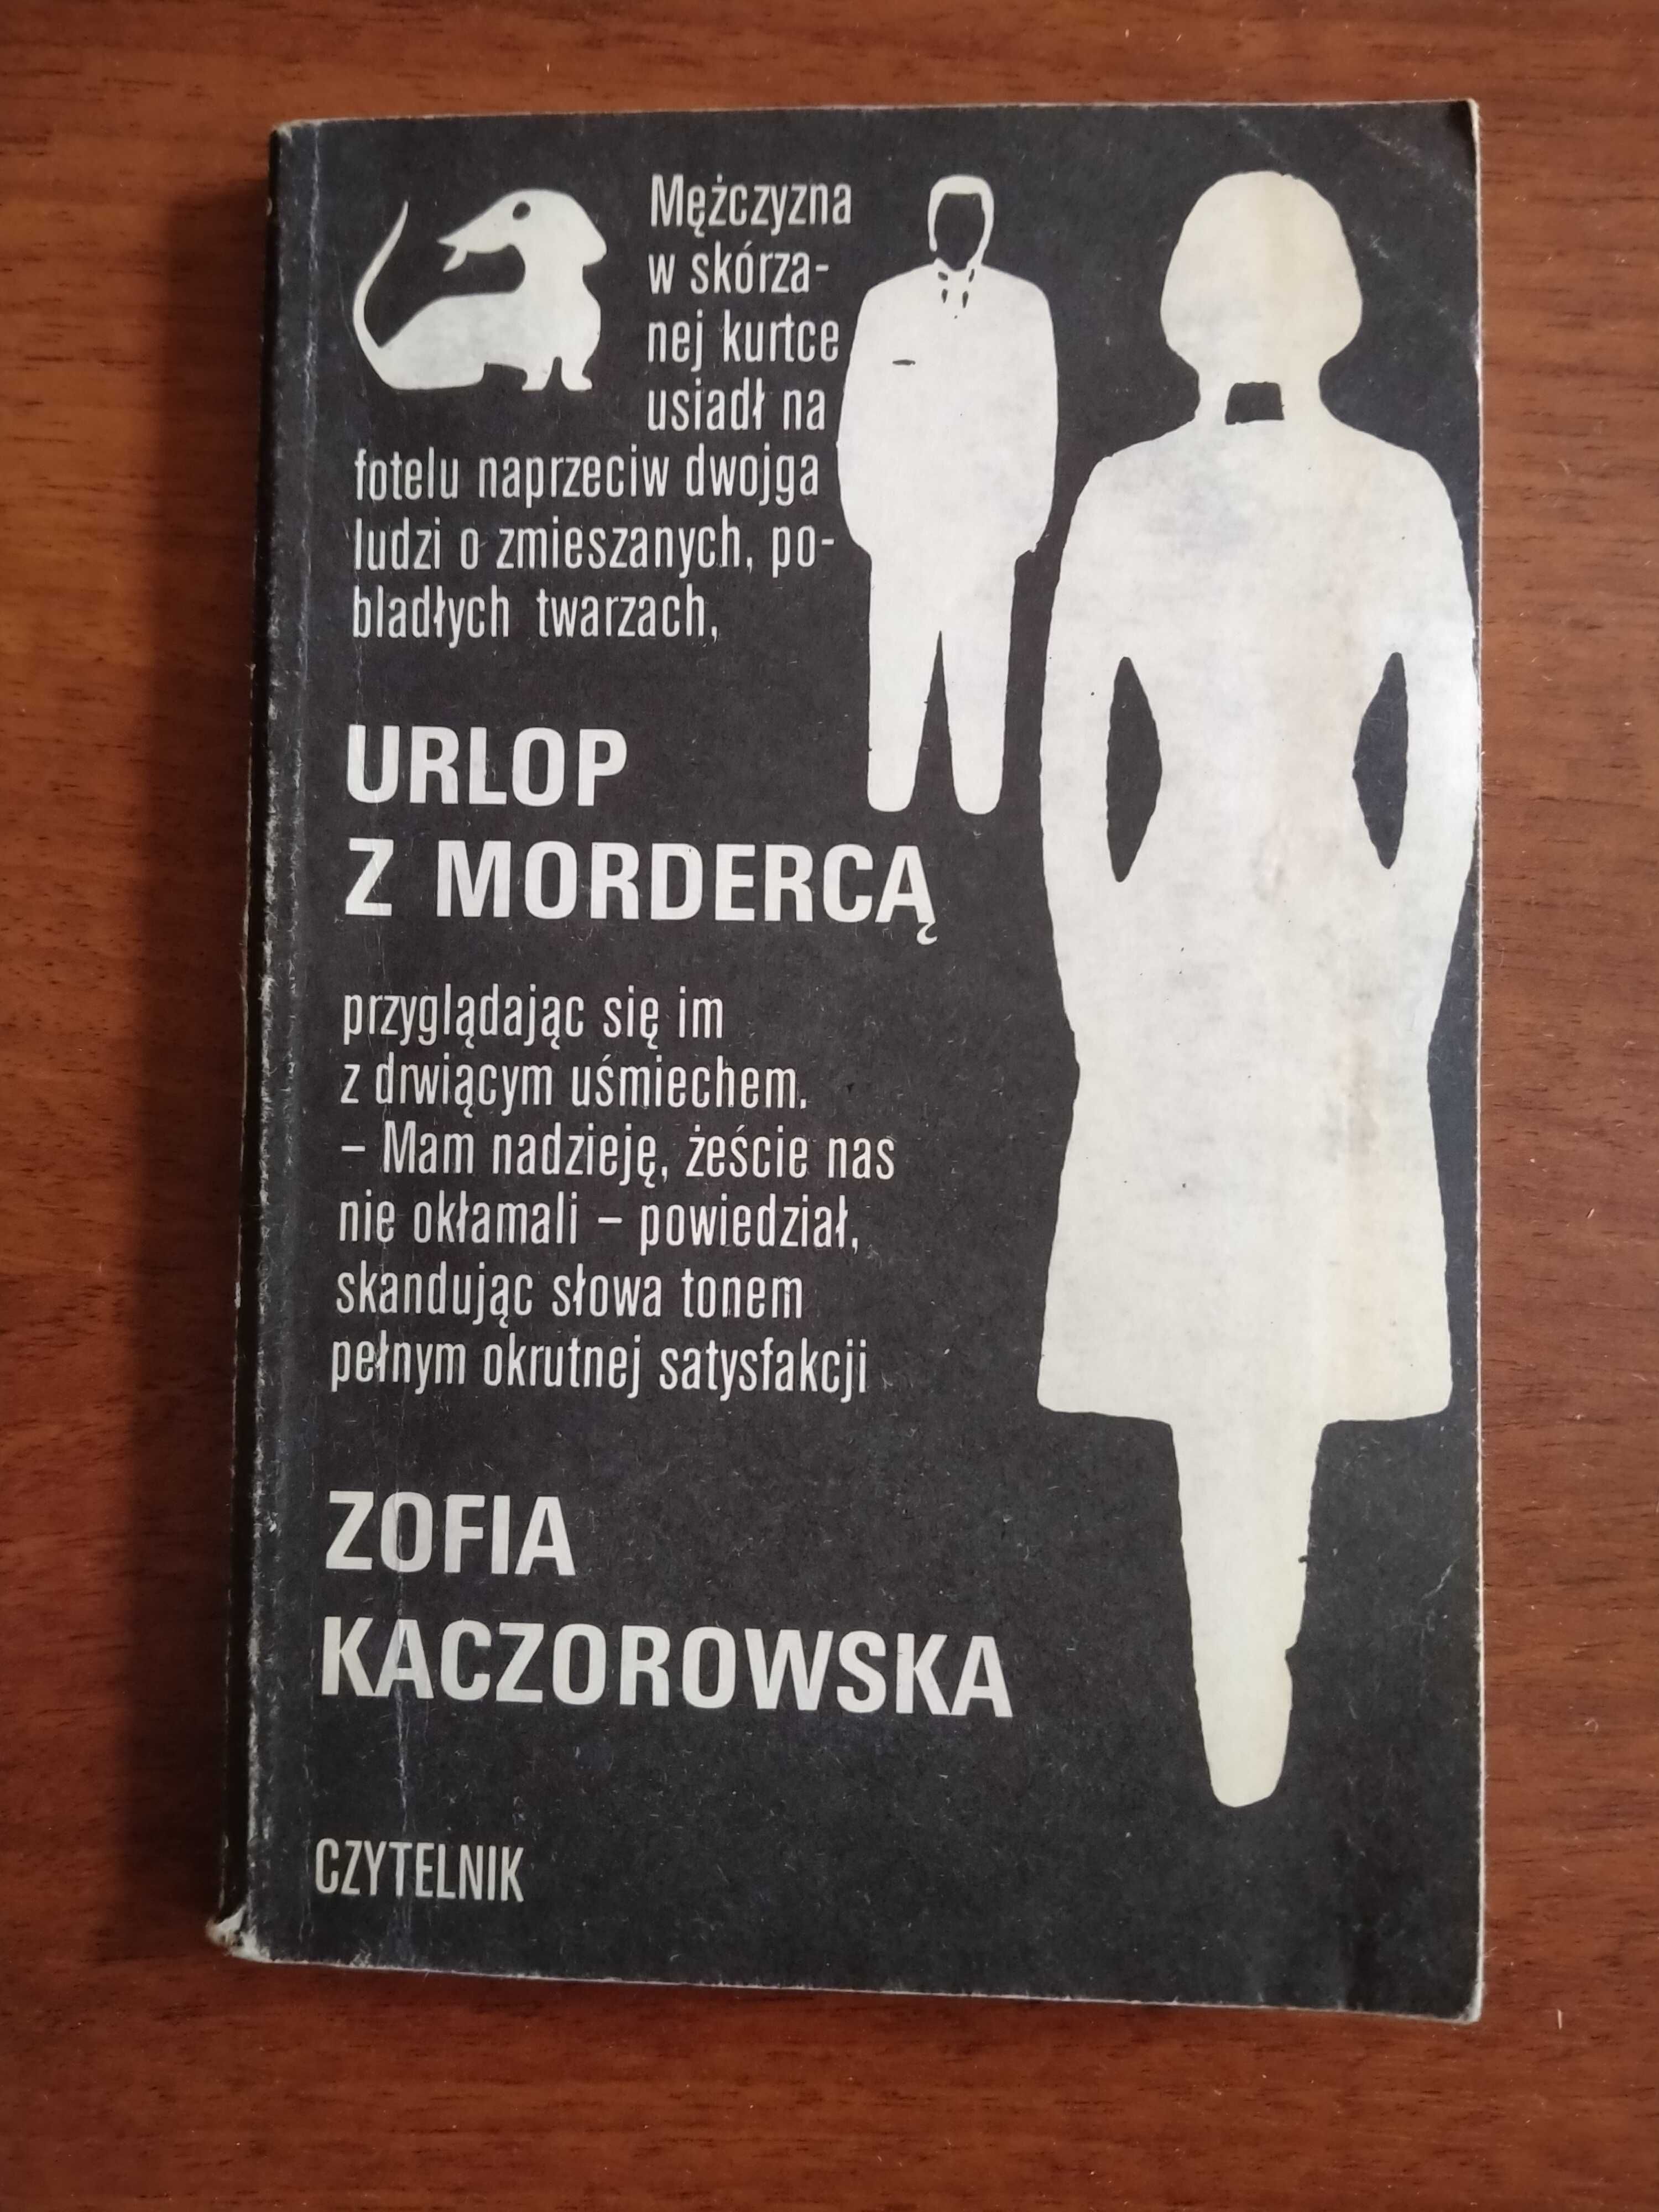 Mężczyzna
w skórza-
nej kurtce
usiadł na
fotelu naprzeciw dwojga
ludzi o zmieszanych, po-
bladłych twarzach,
URLOP
Z MORDERCĄ
przyglądając się im
z drwiącym uśmiechem.
– Mam nadzieję, żeście nas
nie okłamali – powiedział,
skandując słowa tonem
pełnym okrutnej satysfakcji
ZOFIA
KACZOROWSKA
CZYTELNIK